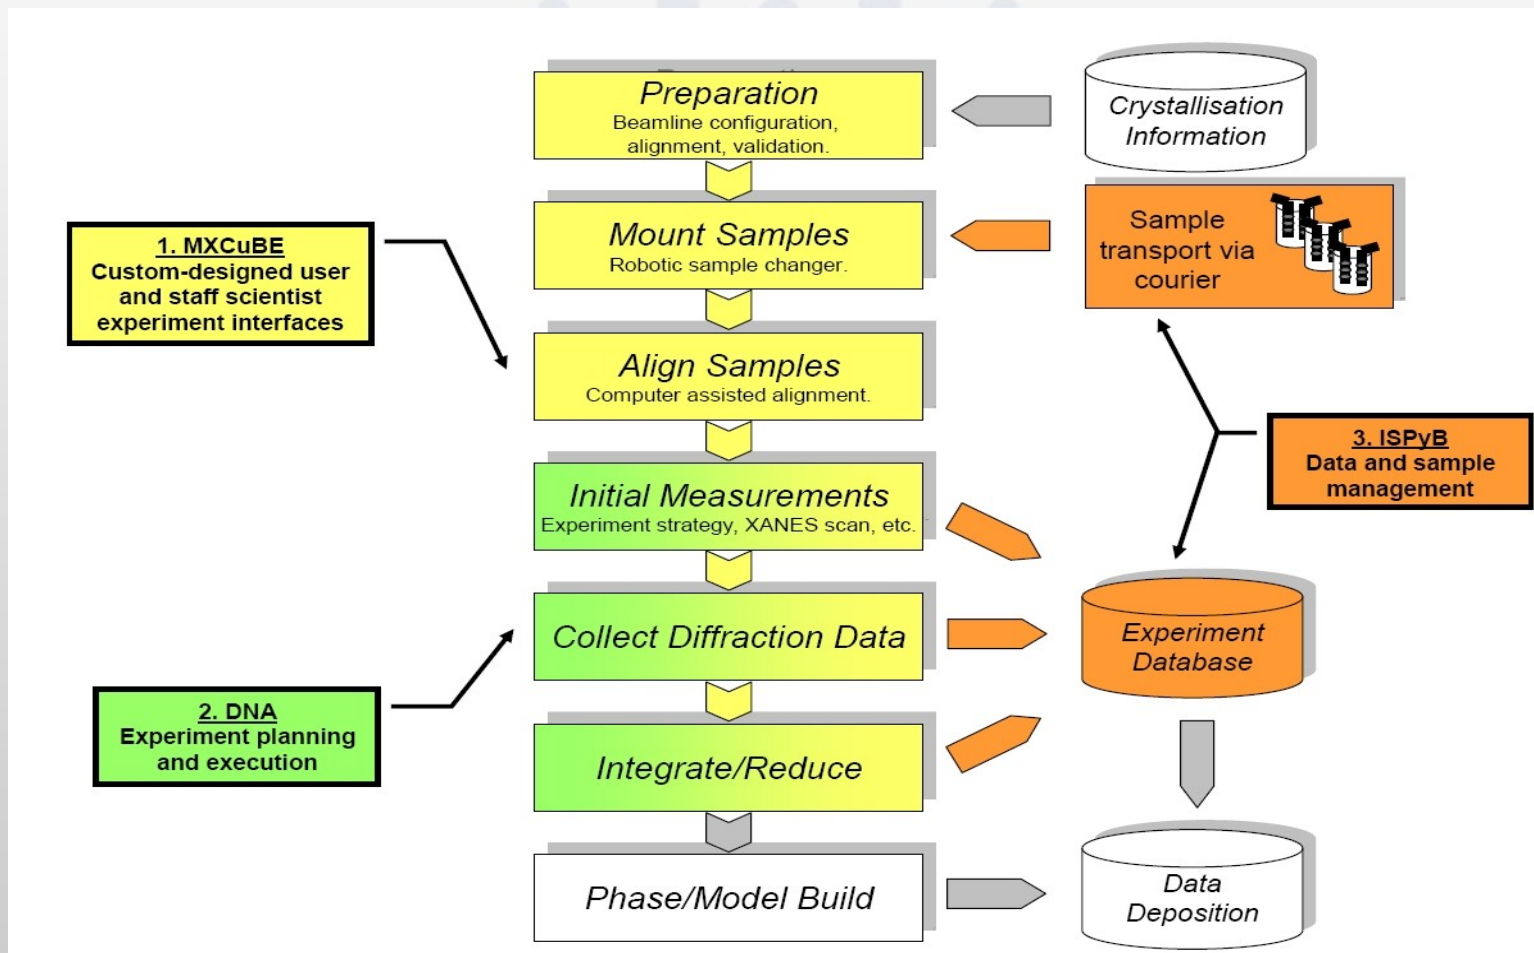 Preparation
Beamline configuration,
alignment, validation.
Crystallisation
Information
Mount Samples
Robotic sample changer.
Sample
transport via
courier
1. MXCuBE
Custom-designed user
and staff scientist
experiment interfaces
Align Samples
Computer assisted alignment.
Initial Measurements
Experiment strategy, XANES scan, etc.
3. ISPyB
Data and sample
management
Collect Diffraction Data
Experiment
Database
2. DNA
Experiment planning
and execution
Integrate/Reduce
Phase/Model Build
Data
Deposition